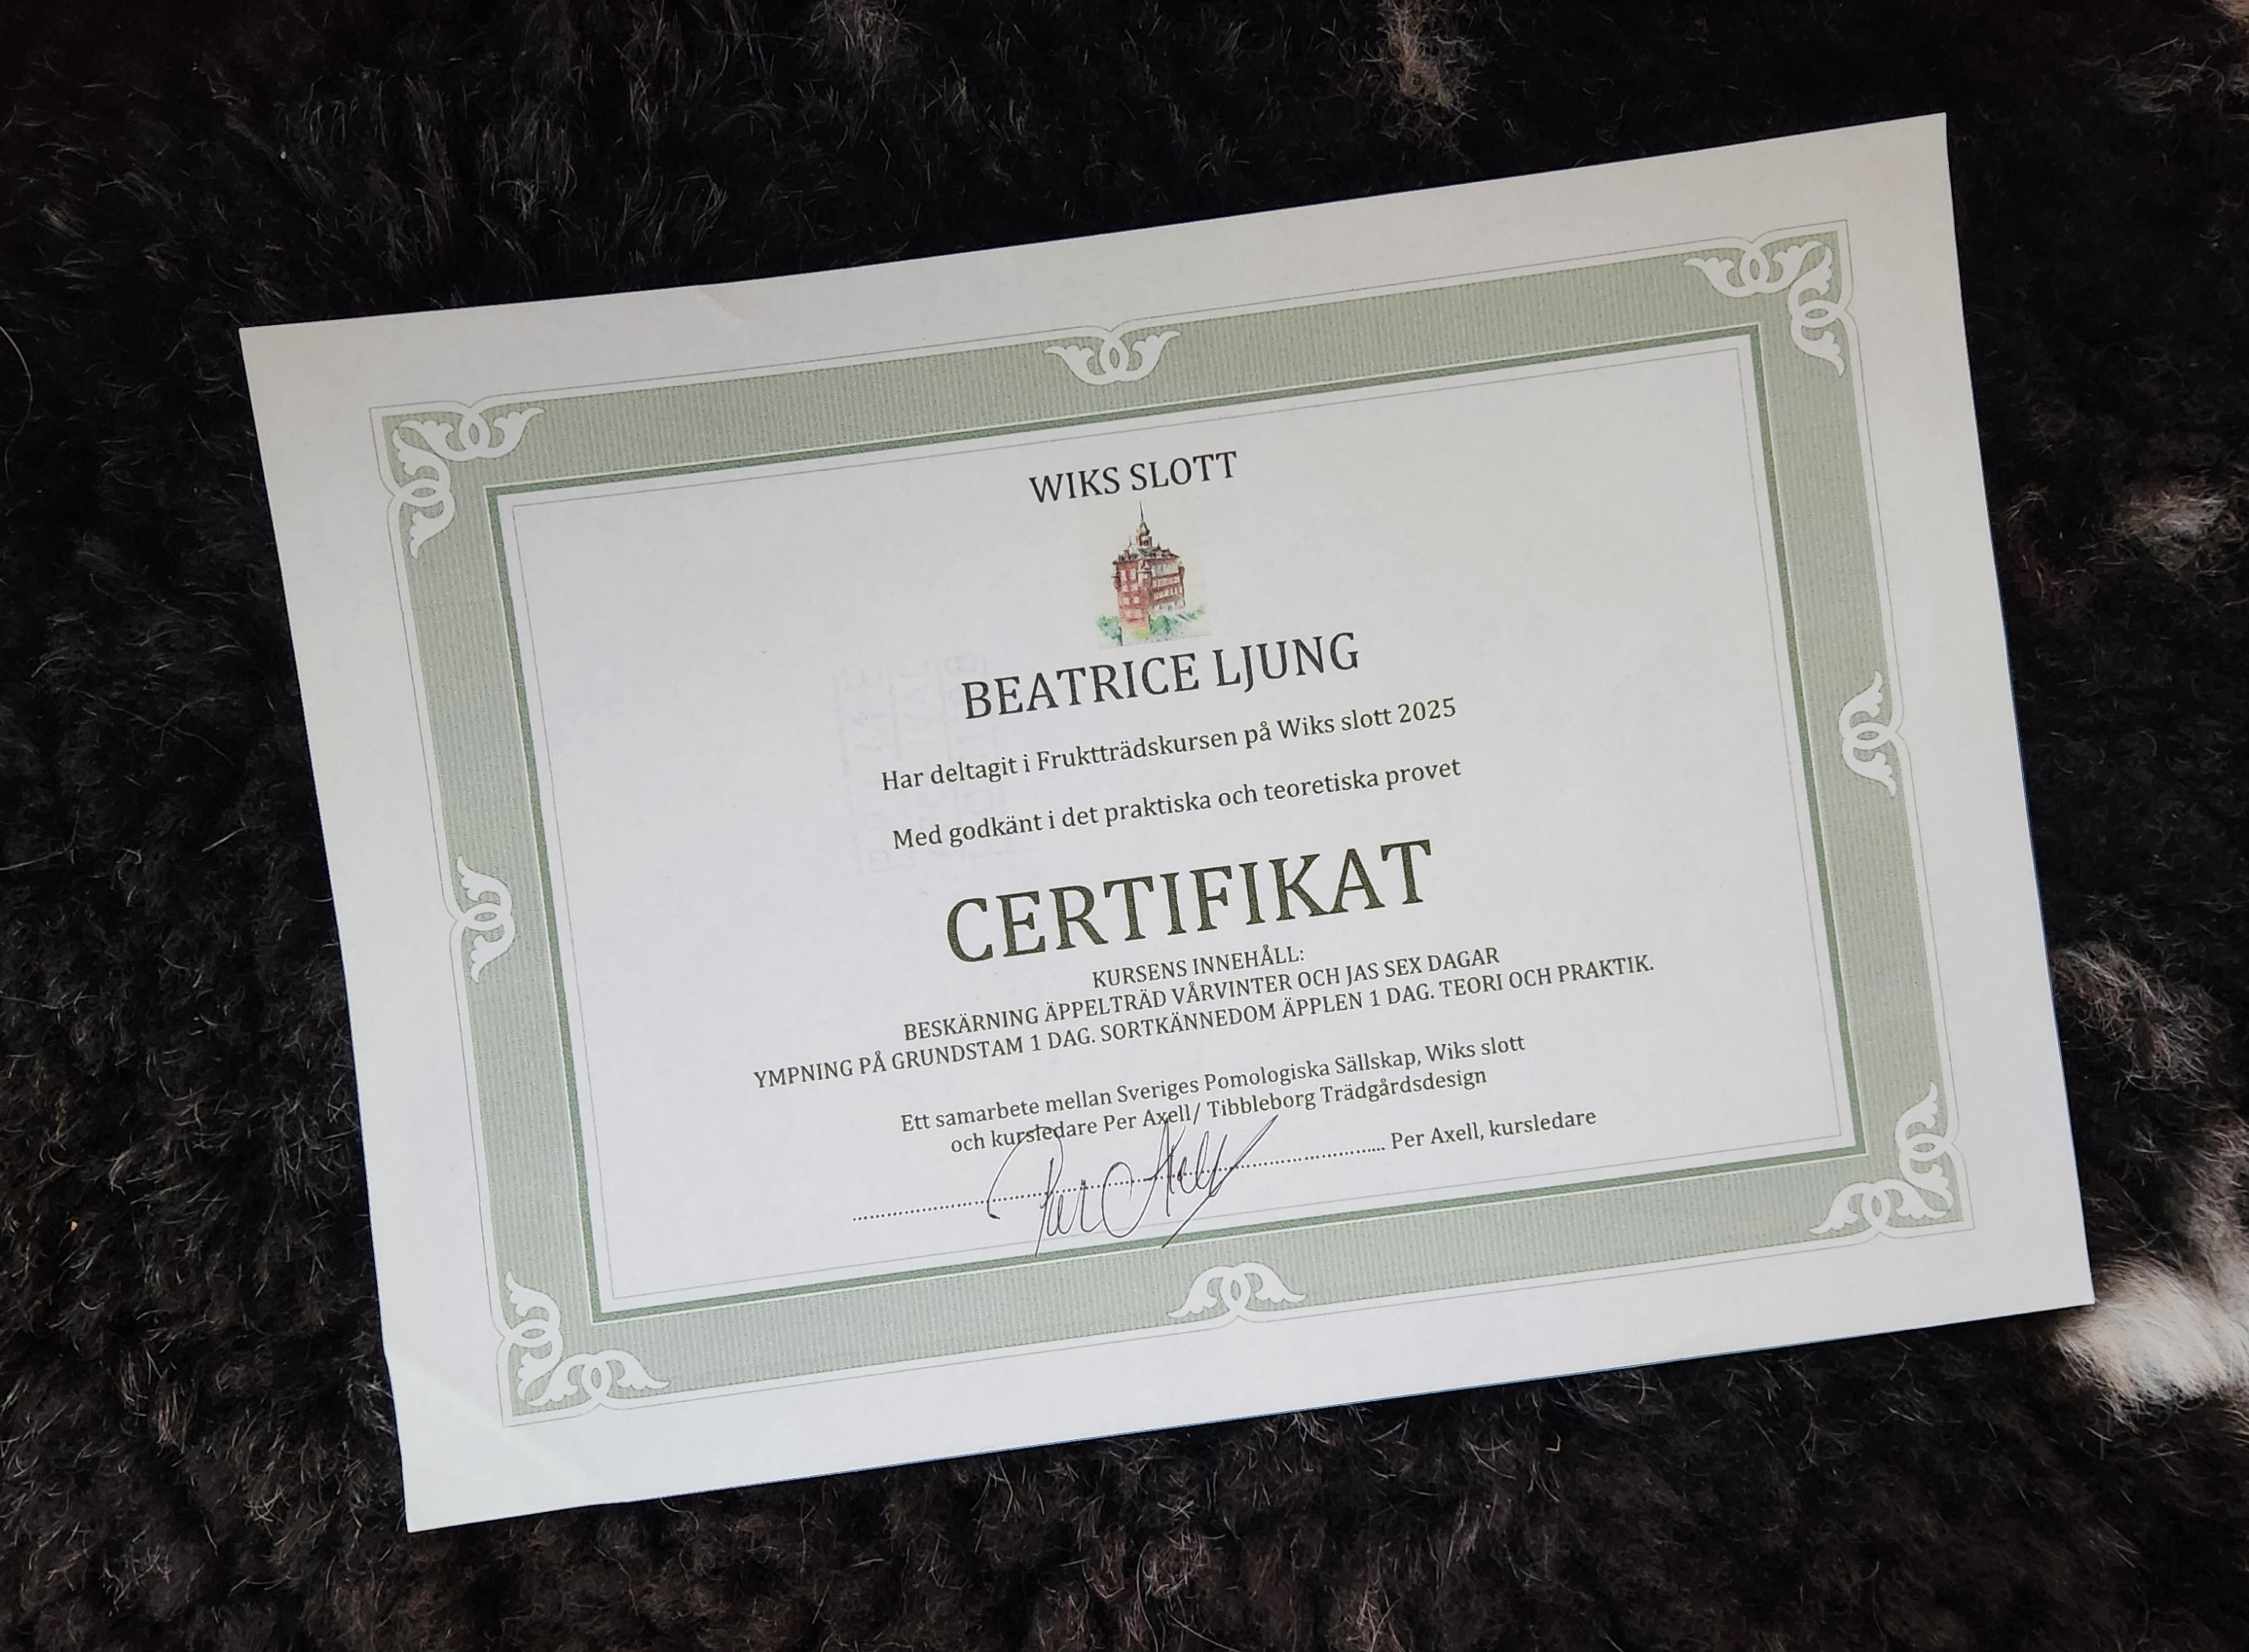 WIKS SLOTT
BEATRICE LJUNG
Har deltagit i Fruktträdskursen på Wiks slott 2025
Med godkänt i det praktiska och teoretiska provet
CERTIFIKAT
KURSENS INNEHÅLL:
BESKÄRNING ÄPPELTRÄD VÅRVINTER OCH JAS SEX DAGAR
YMPNING PÅ GRUNDSTAM 1 DAG. SORTKÄNNEDOM ÄPPLEN 1 DAG. TEORI OCH PRAKTIK.
Ett samarbete mellan Sveriges Pomologiska Sällskap, Wiks slott
och kursledare Per Axell/ Tibbleborg Trädgårdsdesign
Per Axell
Per Axell, kursledare